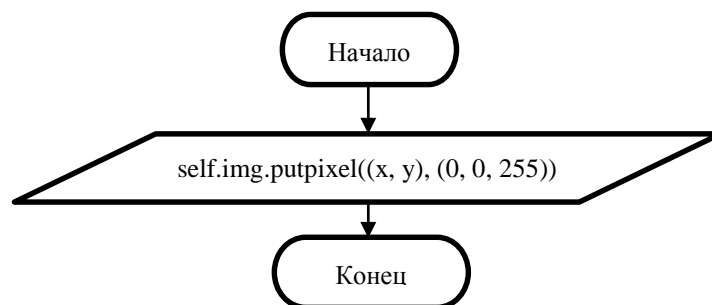 Начало
self.img.putpixel((x, y), (0, 0, 255))
Конец